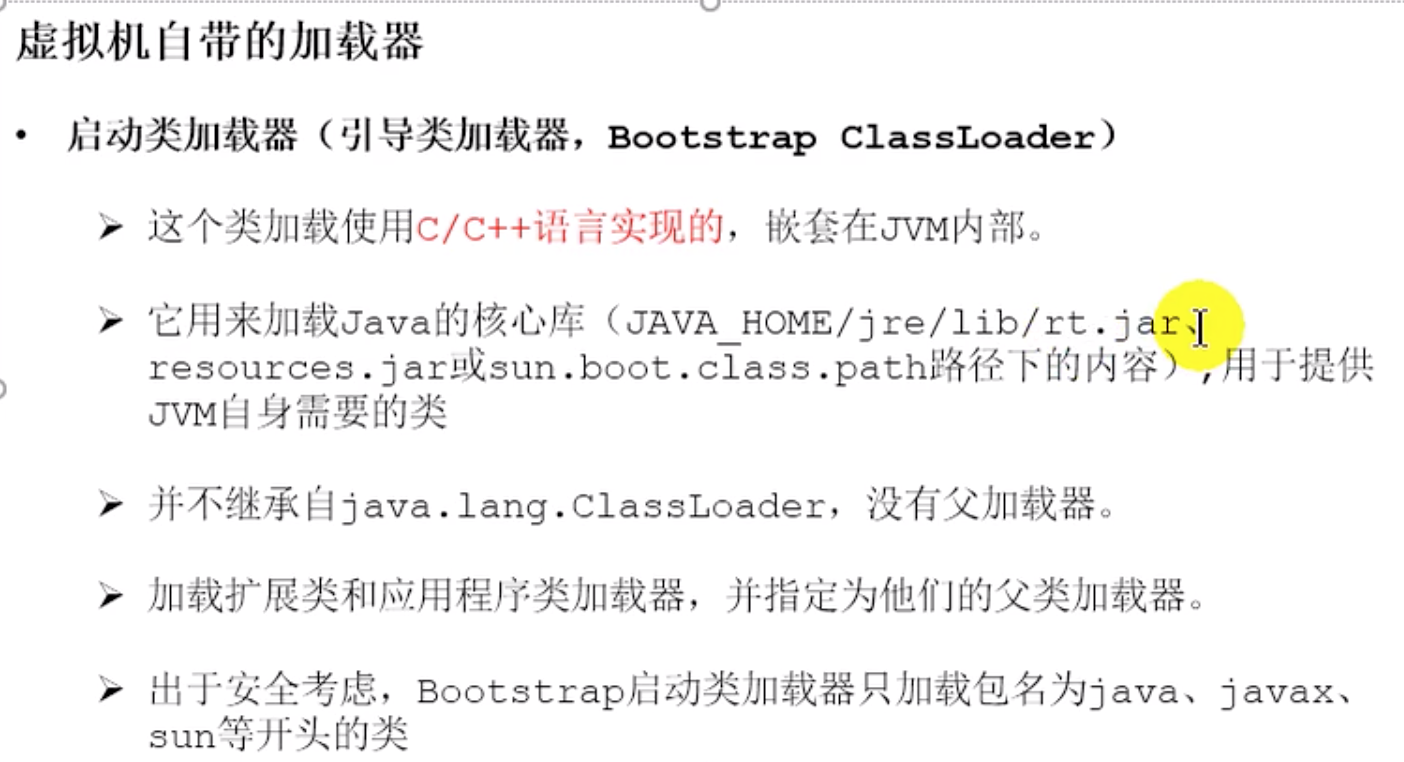 虚拟机自带的加载器
• 启动类加载器（引导类加载器，Bootstrap ClassLoader）
➢ 这个类加载使用C/C++语言实现的，嵌套在JVM内部。
➢ 它用来加载Java的核心库（JAVA_HOME/jre/lib/rt.jar、
resources.jar或sun.boot.class.path路径下的内容）,用于提供
JVM自身需要的类
➢ 并不继承自java.lang.ClassLoader，没有父加载器。
➢ 加载扩展类和应用程序类加载器，并指定为他们的父类加载器。
➢ 出于安全考虑，Bootstrap启动类加载器只加载包名为java、javax、
sun等开头的类